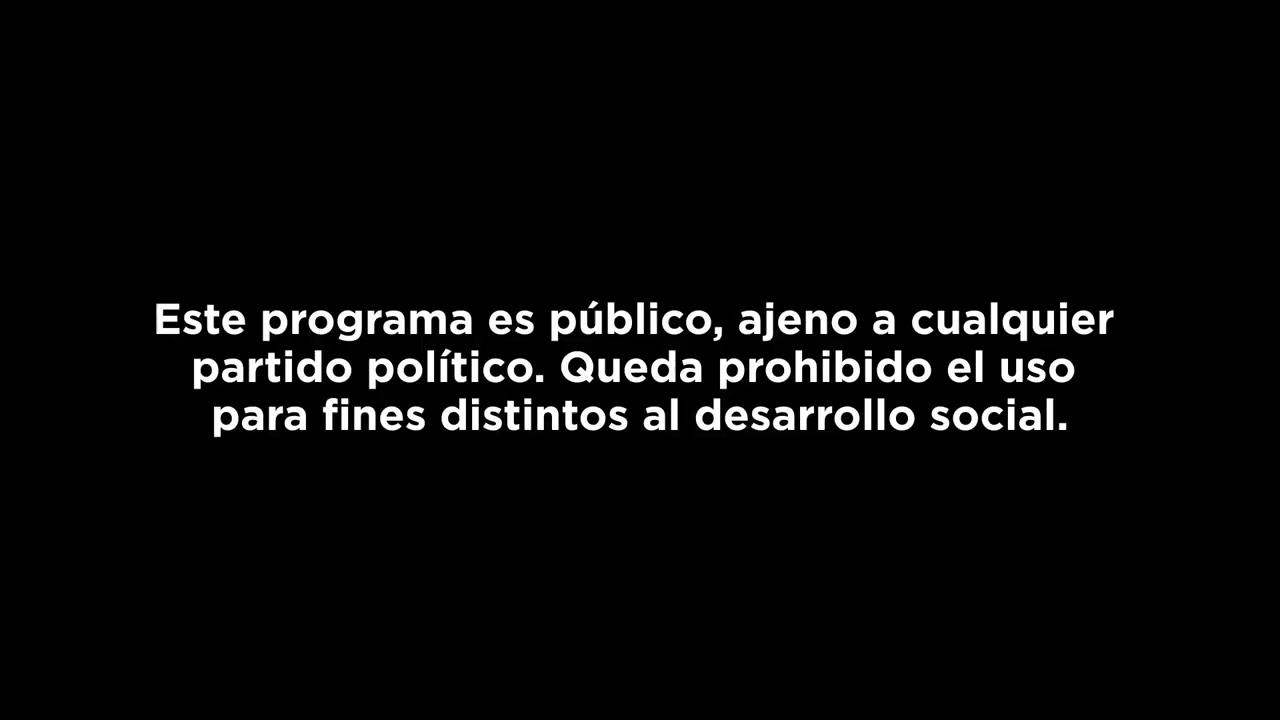 Este programa es público, ajeno a cualquier
partido político. Queda prohibido el uso
para fines distintos al desarrollo social.